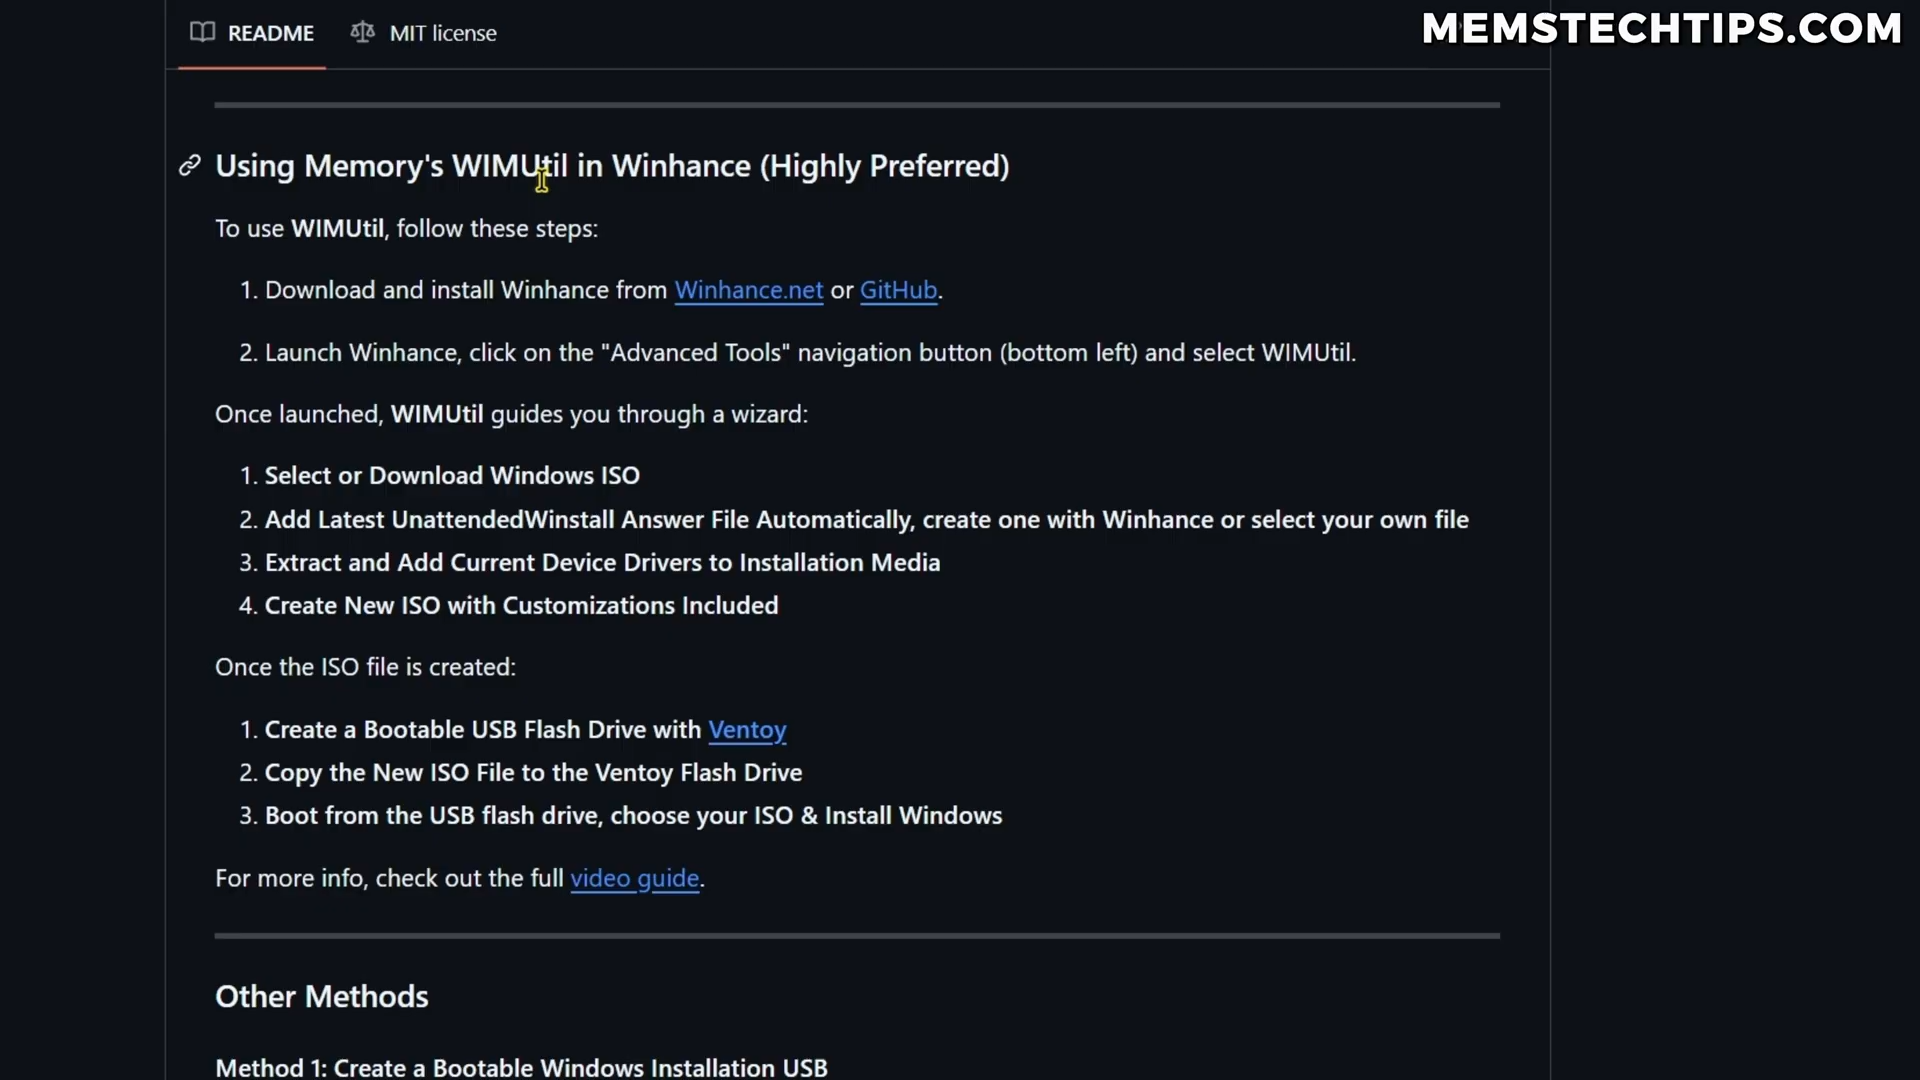 README MIT license
MEMSTECHTIPS.COM
Using Memory's WIMUtil in Winhance (Highly Preferred)
To use WIMUtil, follow these steps:
1. Download and install Winhance from Winhance.net or GitHub.
2. Launch Winhance, click on the "Advanced Tools" navigation button (bottom left) and select WIMUtil.
Once launched, WIMUtil guides you through a wizard:
1. Select or Download Windows ISO
2. Add Latest UnattendedWinstall Answer File Automatically, create one with Winhance or select your own file
3. Extract and Add Current Device Drivers to Installation Media
4. Create New ISO with Customizations Included
Once the ISO file is created:
1. Create a Bootable USB Flash Drive with Ventoy
2. Copy the New ISO File to the Ventoy Flash Drive
3. Boot from the USB flash drive, choose your ISO & Install Windows
For more info, check out the full video guide.
Other Methods
Method 1: Create a Bootable Windows Installation USB